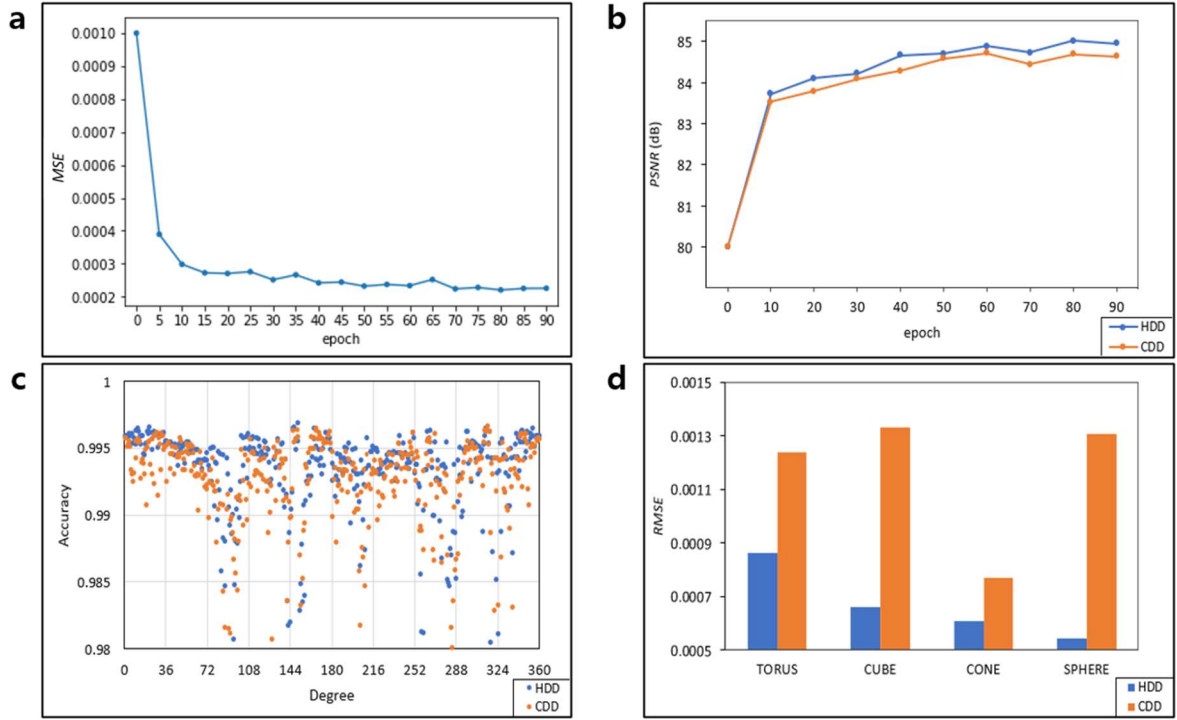 a
0.0010
0.0009
0.0008
0.0007
0.0006
0.0005
0.0004
0.0003
0.0002
MSE
0 5 10 15 20 25 30 35 40 45 50 55 60 65 70 75 80 85 90
epoch
b
85
84
83
82
81
80
PSNR (dB)
0 10 20 30 40 50 60 70 80 90
epoch
HDD
CDD
c
1
0.995
0.99
0.985
0.98
Accuracy
0 36 72 108 144 180 216 252 288 324 360
Degree
HDD
CDD
d
0.0015
0.0013
0.0011
0.0009
0.0007
0.0005
RMSE
TORUS CUBE CONE SPHERE
HDD
CDD